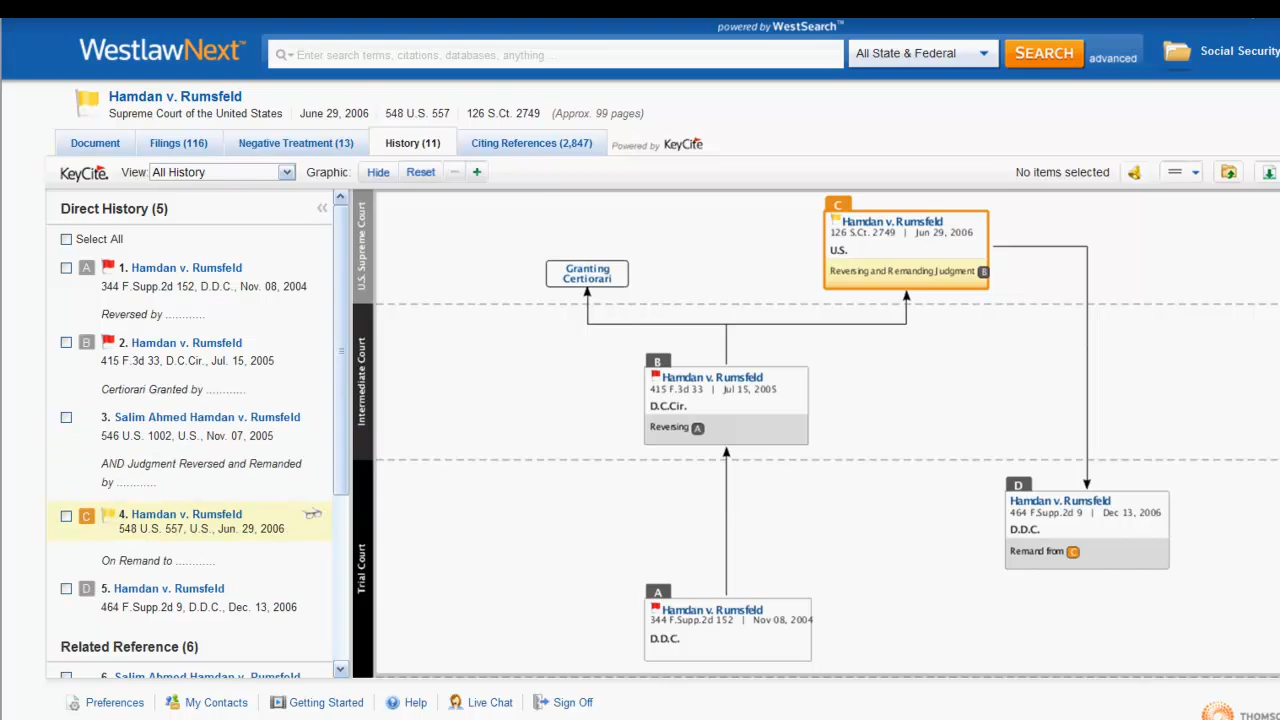 powered by WestSearch™
WestlawNext™
Enter search terms, citations, databases, anything ...
All State & Federal
SEARCH
advanced
Social Security
Hamdan v. Rumsfeld
Supreme Court of the United States | June 29, 2006 | 548 U.S. 557 | 126 S.Ct. 2749 (Approx. 99 pages)
Document
Filings (116)
Negative Treatment (13)
History (11)
Citing References (2,847)
Powered by KeyCite
KeyCite. View: All History
Graphic: Hide Reset − +
No items selected
Direct History (5)
Select All
A 1. Hamdan v. Rumsfeld
344 F.Supp.2d 152, D.D.C., Nov. 08, 2004
Reversed by ...........
B 2. Hamdan v. Rumsfeld
415 F.3d 33, D.C.Cir., Jul. 15, 2005
Certiorari Granted by ...........
3. Salim Ahmed Hamdan v. Rumsfeld
546 U.S. 1002, U.S., Nov. 07, 2005
AND Judgment Reversed and Remanded
by ...........
C 4. Hamdan v. Rumsfeld
548 U.S. 557, U.S., Jun. 29, 2006
On Remand to ...........
D 5. Hamdan v. Rumsfeld
464 F.Supp.2d 9, D.D.C., Dec. 13, 2006
Related Reference (6)
6. Salim Ahmed Hamdan v. Rumsfeld
U.S. Supreme Court
Intermediate Court
Trial Court
C
Hamdan v. Rumsfeld
126 S.Ct. 2749 | Jun 29, 2006
U.S.
Reversing and Remanding Judgment B
Granting
Certiorari
B
Hamdan v. Rumsfeld
415 F.3d 33 | Jul 15, 2005
D.C.Cir.
Reversing A
D
Hamdan v. Rumsfeld
464 F.Supp.2d 9 | Dec 13, 2006
D.D.C.
Remand from C
A
Hamdan v. Rumsfeld
344 F.Supp.2d 152 | Nov 08, 2004
D.D.C.
Preferences
My Contacts
Getting Started
Help
Live Chat
Sign Off
THOMSO